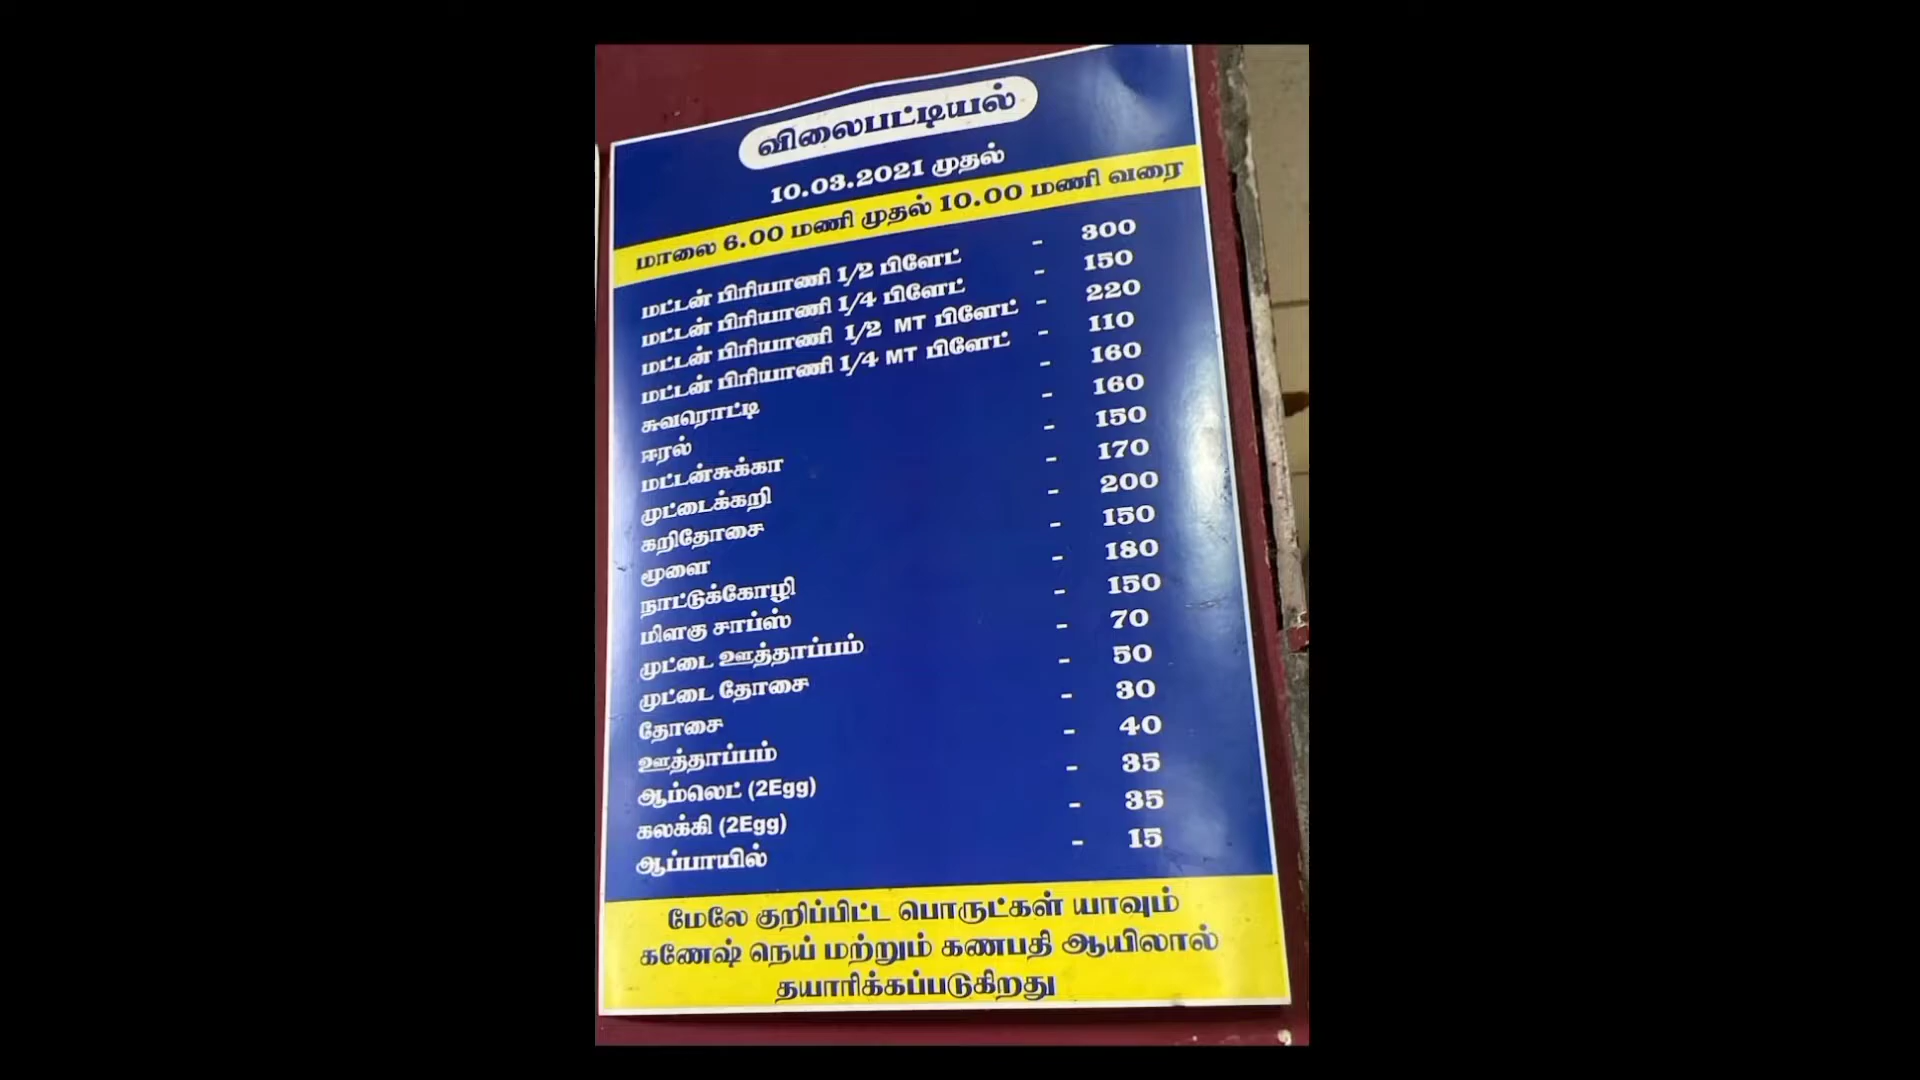 விலைபட்டியல்
10.03.2021 முதல்
மாலை 6.00 மணி முதல் 10.00 மணி வரை
மட்டன் பிரியாணி 1/2 பிளேட் - 300
மட்டன் பிரியாணி 1/4 பிளேட் - 150
மட்டன் பிரியாணி 1/2 MT பிளேட் - 220
மட்டன் பிரியாணி 1/4 MT பிளேட் - 110
சுவரொட்டி - 160
ஈரல் - 160
மட்டன்சுக்கா - 150
முட்டைக்கறி - 170
கறிதோசை - 200
மூளை - 150
நாட்டுக்கோழி - 180
மிளகு சாப்ஸ் - 150
முட்டை ஊத்தாப்பம் - 70
முட்டை தோசை - 50
தோசை - 30
ஊத்தாப்பம் - 40
ஆம்லெட் (2Egg) - 35
கலக்கி (2Egg) - 35
ஆப்பாயில் - 15
மேலே குறிப்பிட்ட பொருட்கள் யாவும்
கணேஷ் நெய் மற்றும் கணபதி ஆயிலால்
தயாரிக்கப்படுகிறது